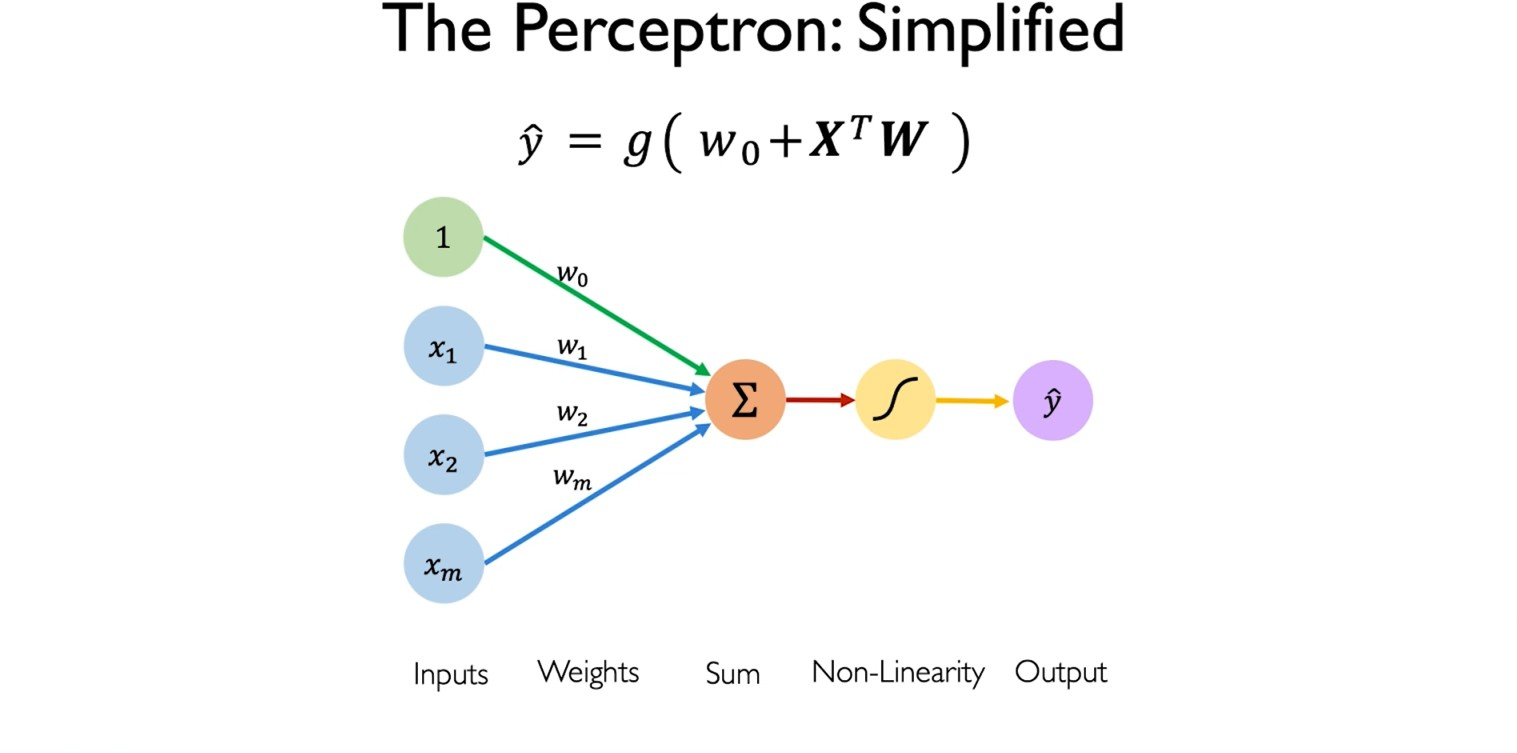 The Perceptron: Simplified
ŷ = g( w₀+XᵀW )
1
w₀
x₁
w₁
x₂
w₂
xₘ
wₘ
Σ
∫
ŷ
Inputs Weights Sum Non-Linearity Output